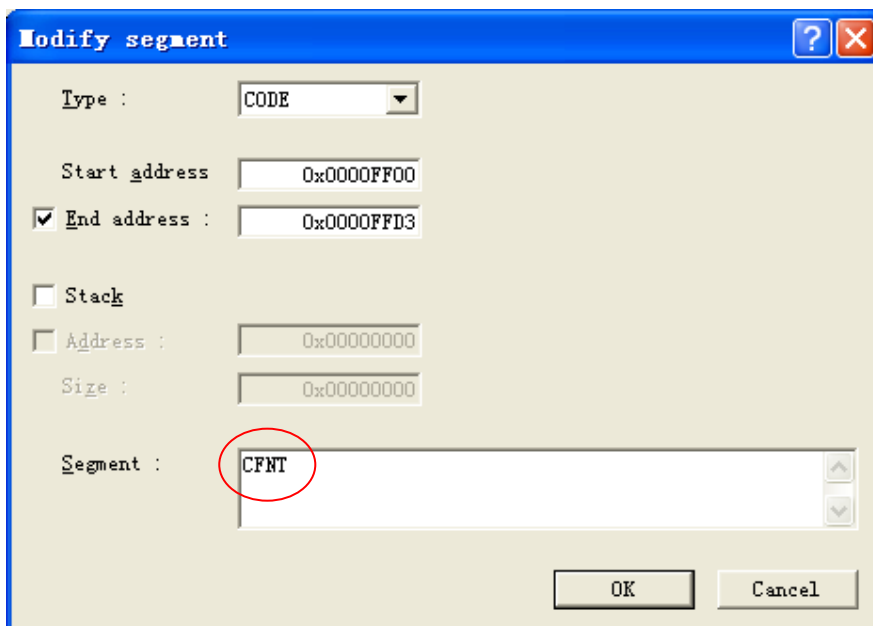 Modify segment
Type : CODE
Start address 0x0000FF00
End address : 0x0000FFD3
Stack
Address : 0x00000000
Size : 0x00000000
Segment : CFNT
OK Cancel